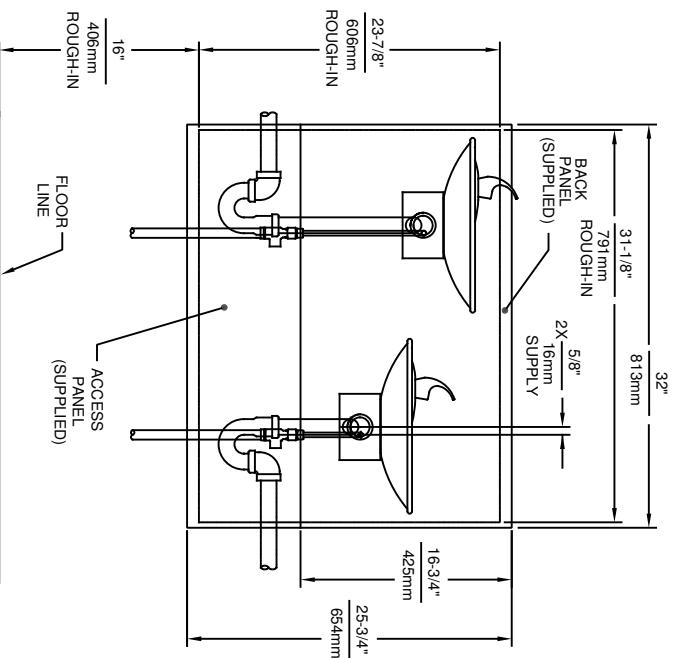 32"
813mm
31-1/8"
791mm
ROUGH-IN
BACK
PANEL
(SUPPLIED)
23-7/8"
606mm
ROUGH-IN
16"
406mm
ROUGH-IN
2X 5/8"
16mm
SUPPLY
16-3/4"
425mm
25-3/4"
654mm
ACCESS
PANEL
(SUPPLIED)
FLOOR
LINE